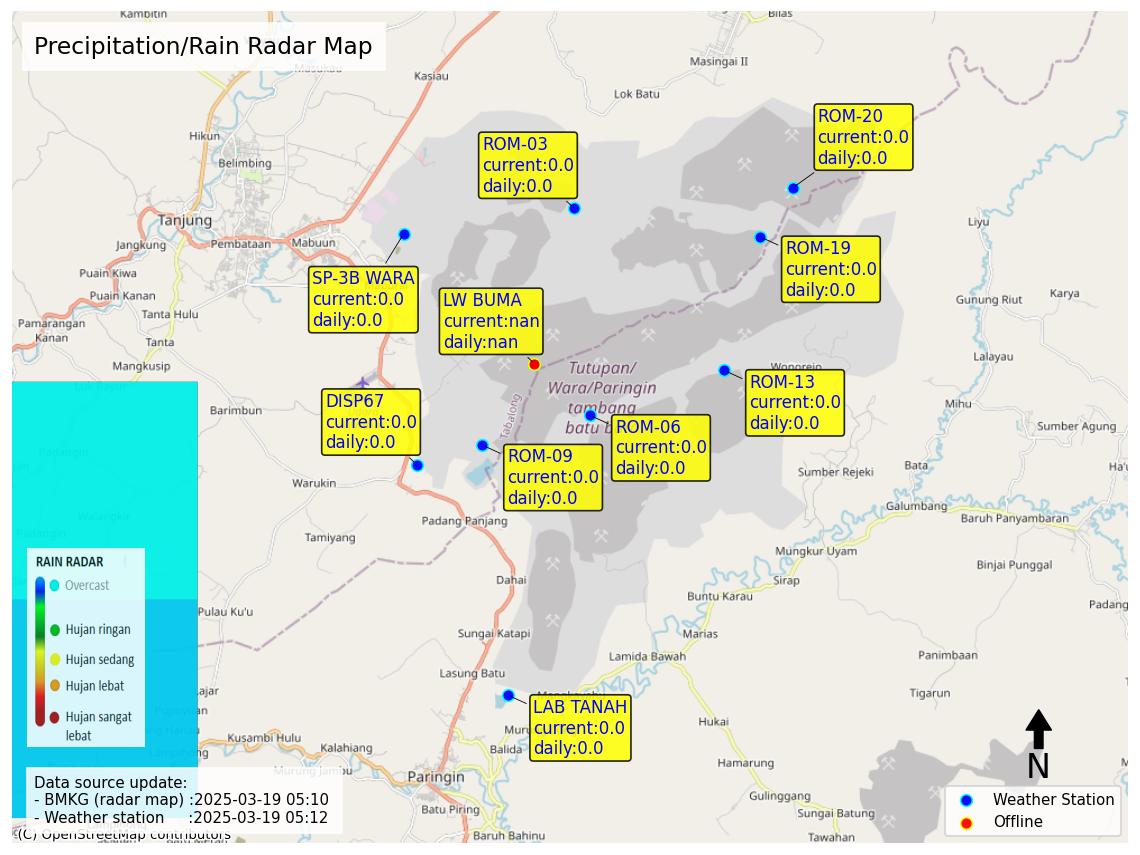 Kambitin
Bilas
Precipitation/Rain Radar Map
Masukau
Kasiau
Masingai II
Lok Batu
ROM-20
current:0.0
daily:0.0
ROM-03
current:0.0
daily:0.0
Hikun
Belimbing
Tanjung
Jangkung
Pembataan
Mabuun
Liyu
ROM-19
current:0.0
daily:0.0
SP-3B WARA
current:0.0
daily:0.0
Puain Kiwa
Puain Kanan
LW BUMA
current:nan
daily:nan
Gunung Riut
Karya
Tanta Hulu
Pamarangan
Kanan
Tanta
Lalayau
Mangkusip
Tutupan/
Wara/Paringin
tambang
batu b
Wonorejo
ROM-13
current:0.0
daily:0.0
Tabalong
DISP67
current:0.0
daily:0.0
Barimbun
Mihu
ROM-06
current:0.0
daily:0.0
Sumber Agung
ROM-09
current:0.0
daily:0.0
Padangin
Bata
Sumber Rejeki
Warukin
Galumbang
Baruh Panyambaran
Padang Panjang
Tamiyang
Mungkur Uyam
Binjai Punggal
RAIN RADAR
Overcast
Hujan ringan
Hujan sedang
Hujan lebat
Hujan sangat
lebat
Dahai
Sirap
Buntu Karau
Padang
Pulau Ku'u
Sungai Katapi
Marias
Lamida Bawah
Panimbaan
Lasung Batu
Tigarun
LAB TANAH
current:0.0
daily:0.0
Hukai
Kusambi Hulu
Kalahiang
Balida
Murung Jambu
Hamarung
N
Paringin
Data source update:
- BMKG (radar map) :2025-03-19 05:10
- Weather station :2025-03-19 05:12
Gulinggang
Weather Station
Offline
Batu Piring
Sungai Batung
Baruh Bahinu
Tawahan
(C) OpenStreetMap contributors